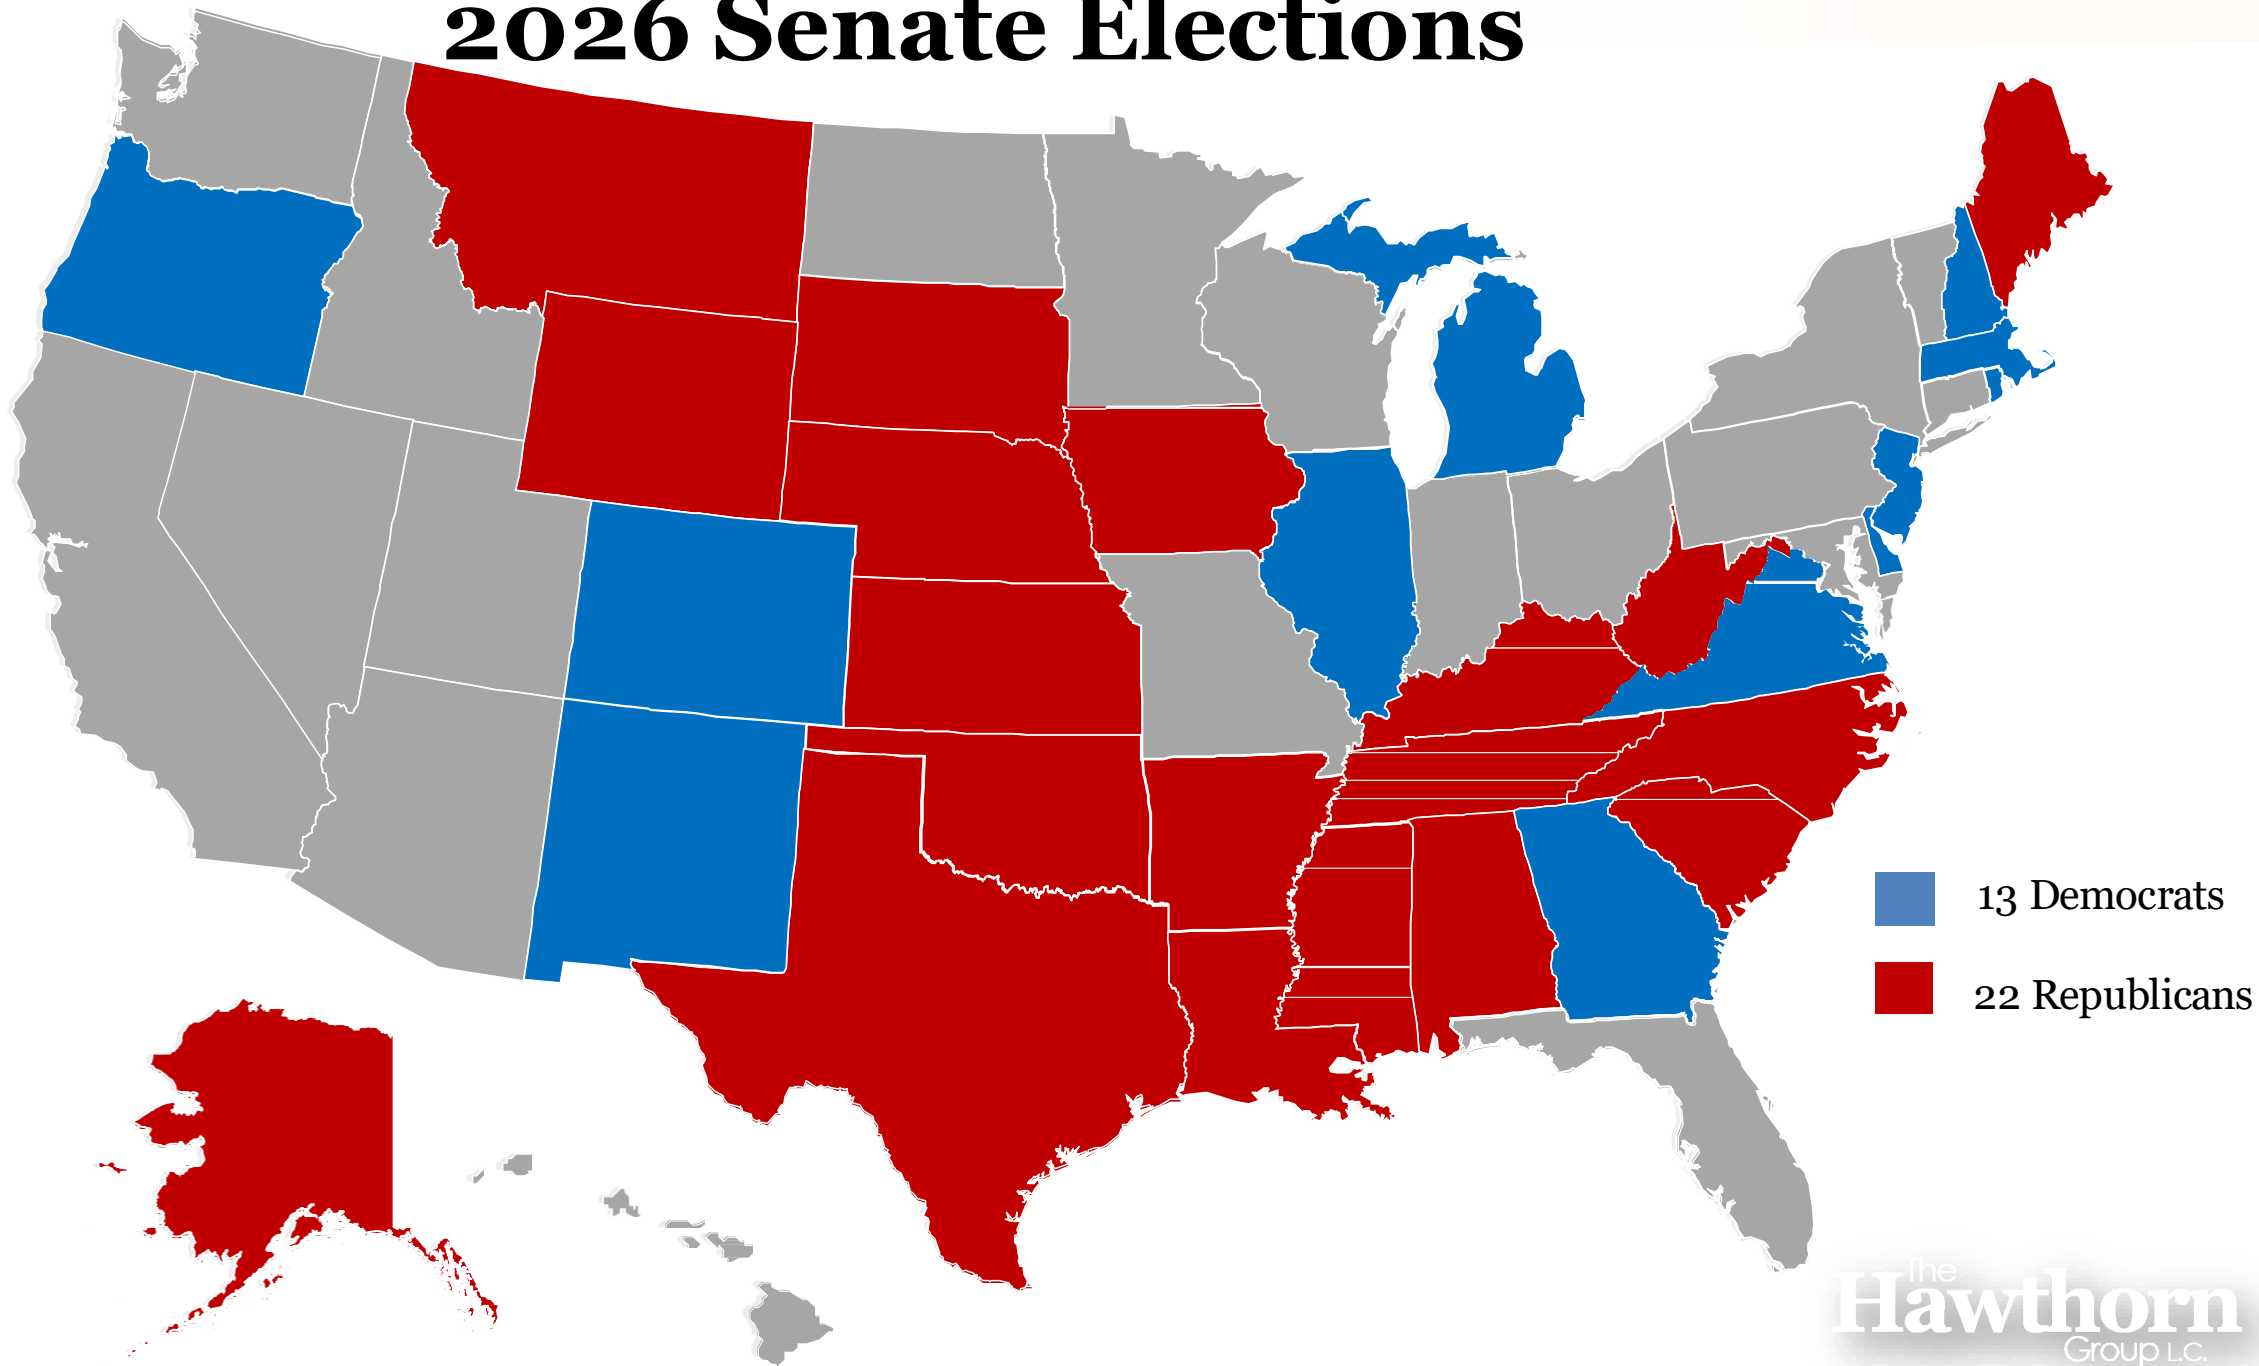 2026 Senate Elections
13 Democrats
22 Republicans
The
Hawthorn
Group L.C.